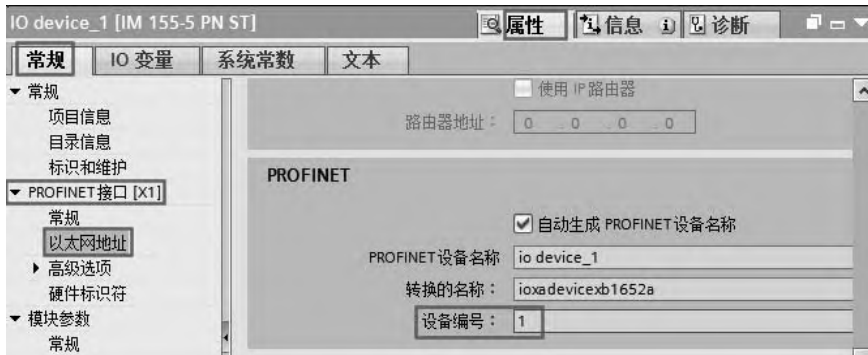 IO device_1 [IM 155-5 PN ST]
属性
信息
诊断
常规
IO 变量
系统常数
文本
常规
项目信息
目录信息
标识和维护
PROFINET接口 [X1]
常规
以太网地址
高级选项
硬件标识符
模块参数
常规
使用 IP路由器
路由器地址： 0 . 0 . 0 . 0
PROFINET
自动生成 PROFINET设备名称
PROFINET设备名称 io device_1
转换的名称： ioxadevicexb1652a
设备编号： 1